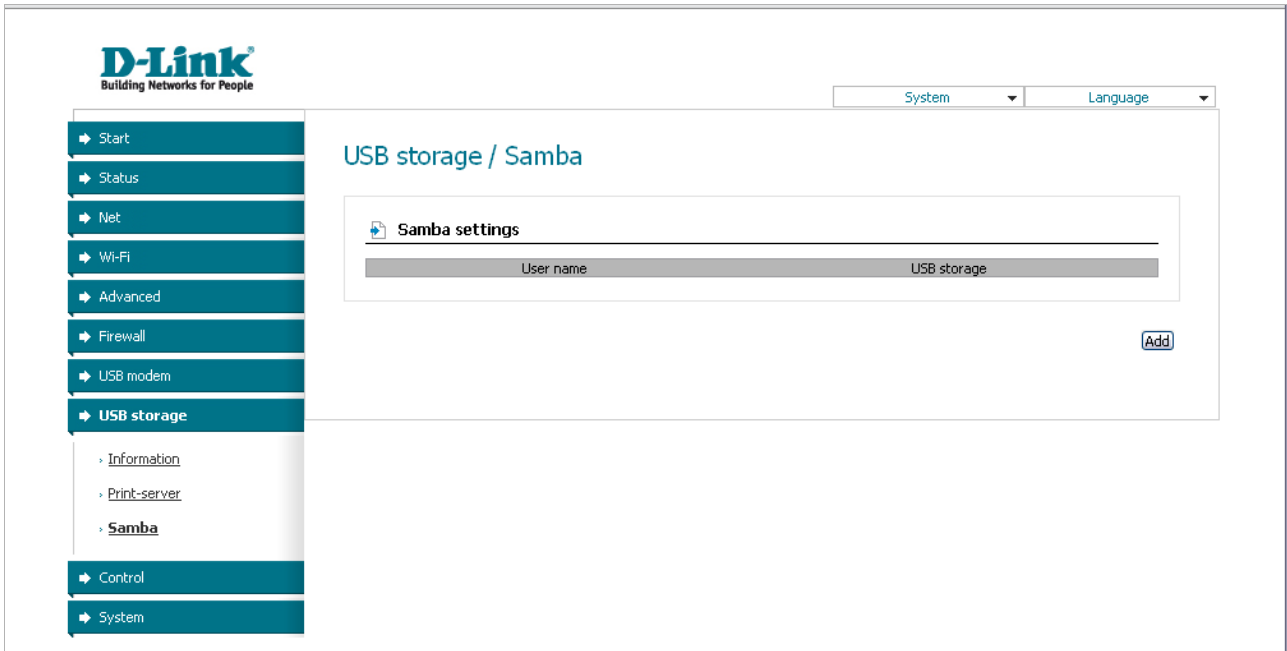 D-Link
Building Networks for People
System Language
Start
Status
Net
Wi-Fi
Advanced
Firewall
USB modem
USB storage
Information
Print-server
Samba
Control
System
USB storage / Samba
Samba settings
User name USB storage
Add